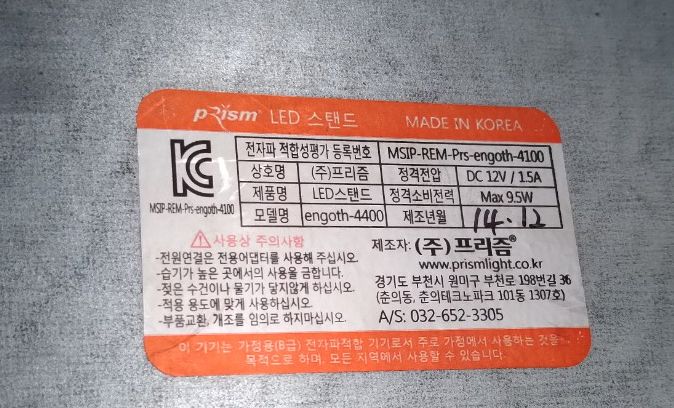 prism LED 스탠드 MADE IN KOREA
전자파 적합성평가 등록번호 MSIP-REM-Prs-engoth-4100
상호명 (주)프리즘 정격전압 DC 12V / 1.5A
제품명 LED스탠드 정격소비전력 Max 9.5W
모델명 engoth-4400 제조년월 14.12
MSIP-REM-Prs-engoth-4100
⚠사용상 주의사항
-전원연결은 전용어댑터를 사용해 주십시오.
-습기가 높은 곳에서의 사용을 금합니다.
-젖은 수건이나 물기가 닿지않게 하십시오.
-적용 용도에 맞게 사용하십시오.
-부품교환, 개조를 임의로 하지마십시오.
제조자: (주)프리즘®
www.prismlight.co.kr
경기도 부천시 원미구 부천로 198번길 36
(춘의동, 춘의테크노파크 101동 1307호)
A/S: 032-652-3305
이 기기는 가정용(B급) 전자파적합 기기로서 주로 가정에서 사용하는 것을
목적으로 하며, 모든 지역에서 사용할 수 있습니다.